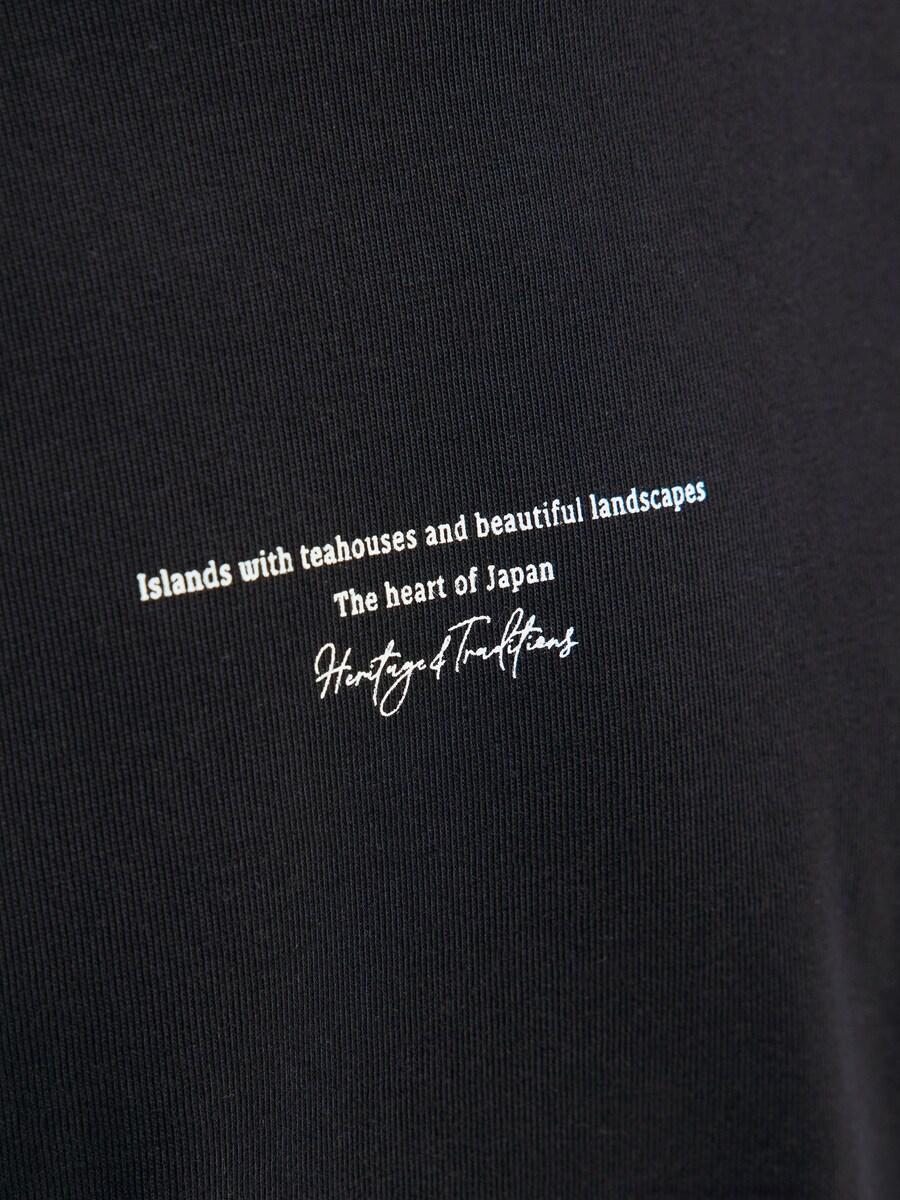 Islands with teahouses and beautiful landscapes
The heart of Japan
Heritage & Traditions